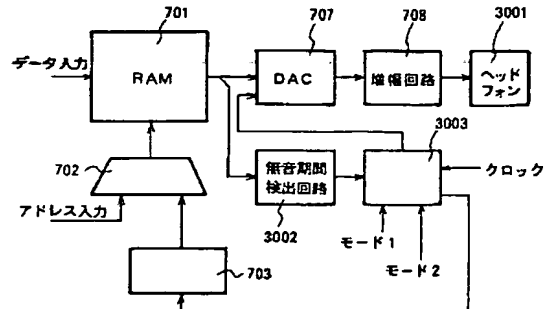 701
707
708
3001
データ入力
RAM
DAC
増幅回路
ヘッド
フォン
702
無音期間
検出回路
3003
クロック
アドレス入力
3002
モード1
モード2
703